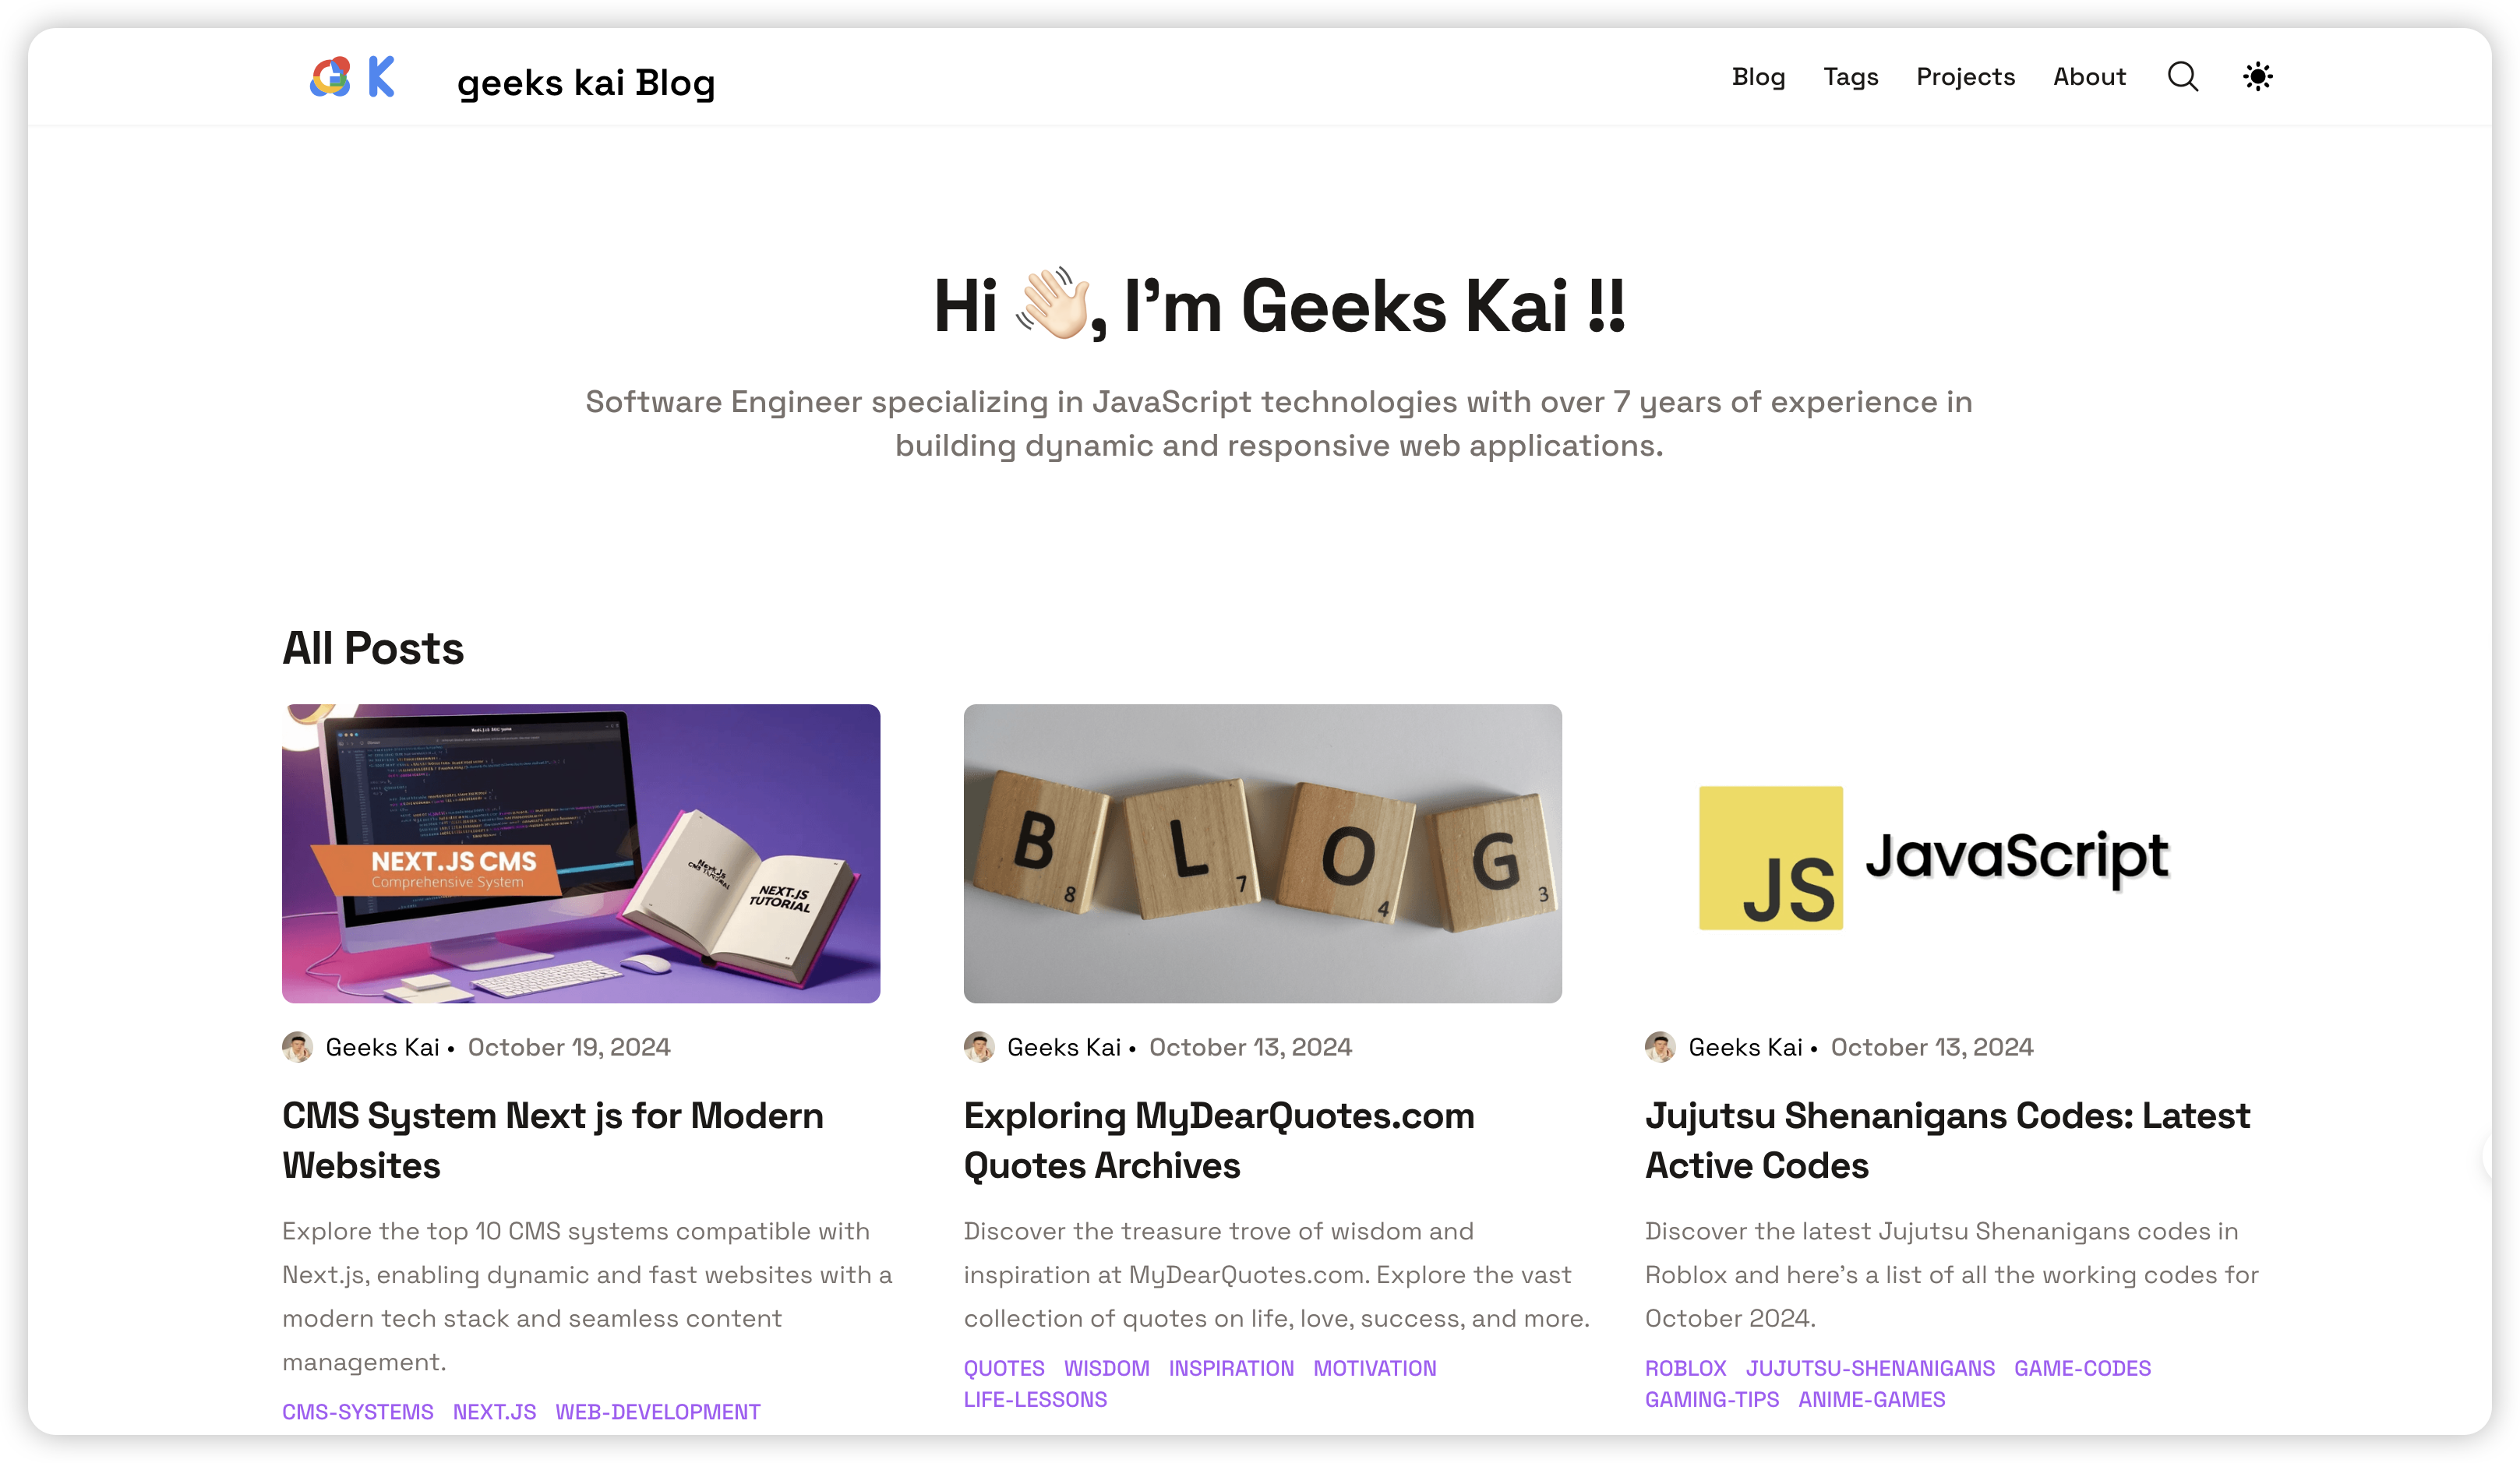 G K geeks kai Blog
Blog Tags Projects About
Hi 👋🏻, I’m Geeks Kai !!
Software Engineer specializing in JavaScript technologies with over 7 years of experience in
building dynamic and responsive web applications.
All Posts
NEXT.JS CMS
Comprehensive System
NEXT.JS
TUTORIAL
B 8 L 7 O 4 G 3
JS JavaScript
Geeks Kai • October 19, 2024
CMS System Next js for Modern
Websites
Explore the top 10 CMS systems compatible with
Next.js, enabling dynamic and fast websites with a
modern tech stack and seamless content
management.
CMS-SYSTEMS NEXT.JS WEB-DEVELOPMENT
Geeks Kai • October 13, 2024
Exploring MyDearQuotes.com
Quotes Archives
Discover the treasure trove of wisdom and
inspiration at MyDearQuotes.com. Explore the vast
collection of quotes on life, love, success, and more.
QUOTES WISDOM INSPIRATION MOTIVATION
LIFE-LESSONS
Geeks Kai • October 13, 2024
Jujutsu Shenanigans Codes: Latest
Active Codes
Discover the latest Jujutsu Shenanigans codes in
Roblox and here’s a list of all the working codes for
October 2024.
ROBLOX JUJUTSU-SHENANIGANS GAME-CODES
GAMING-TIPS ANIME-GAMES